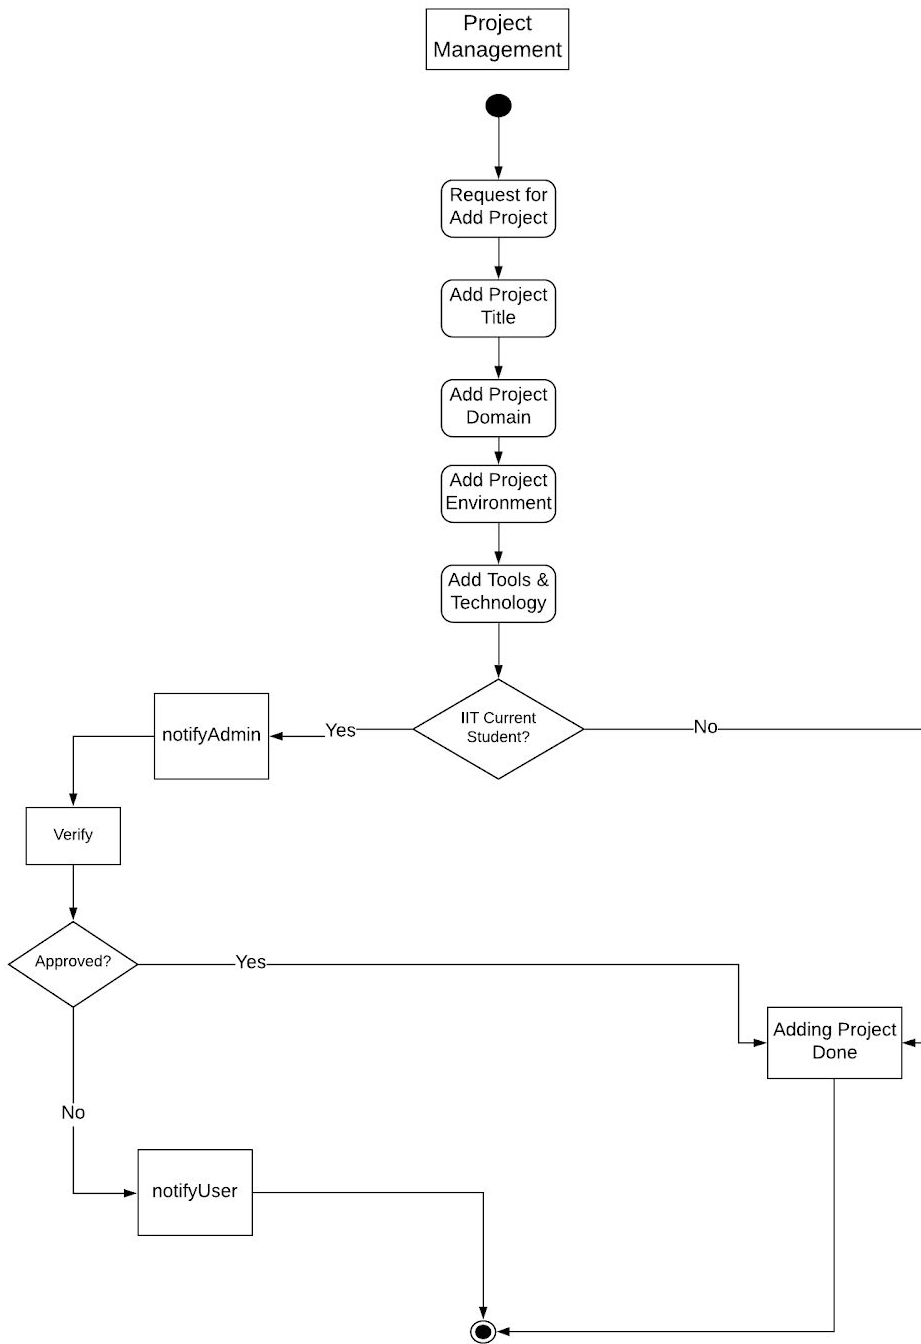 Project
Management
Request for
Add Project
Add Project
Title
Add Project
Domain
Add Project
Environment
Add Tools &
Technology
IIT Current
Student?
Yes
No
notifyAdmin
Verify
Approved?
Yes
Adding Project
Done
No
notifyUser